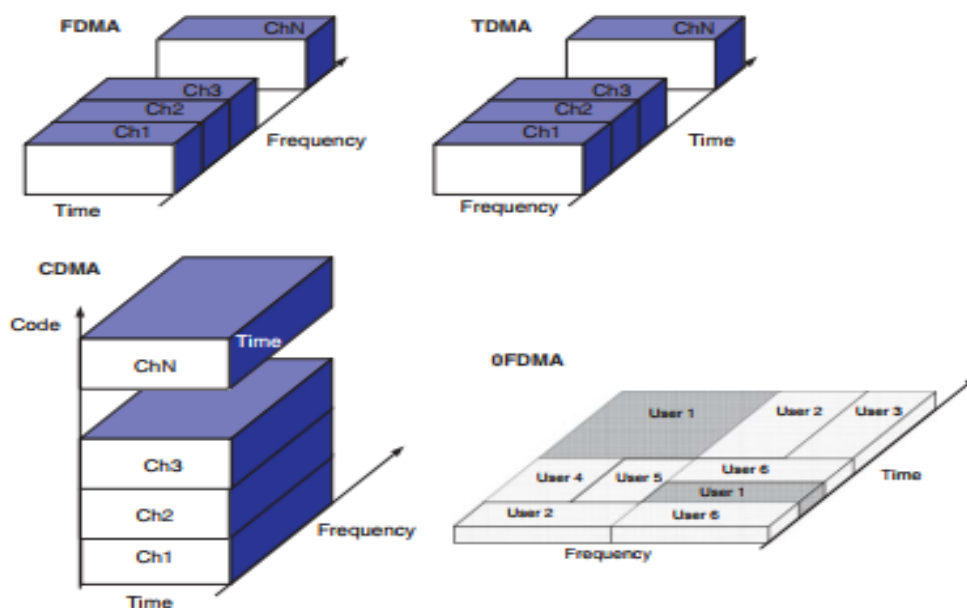 FDMA
ChN
Ch3
Ch2
Ch1
Frequency
Time
TDMA
ChN
Ch3
Ch2
Ch1
Time
Frequency
CDMA
Code
Time
ChN
Ch3
Ch2
Ch1
Frequency
Time
0FDMA
User 1
User 2
User 3
User 4
User 5
User 6
User 1
User 2
User 6
Time
Frequency